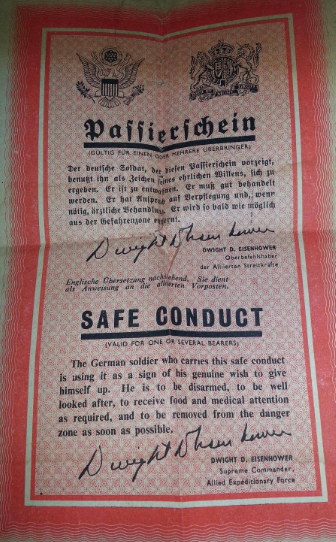 Passierschein
(GÜLTIG FÜR EINEN ODER MEHRERE ÜBERBRINGER)
Der deutsche Soldat, der diesen Passierschein vorzeigt,
benutzt ihn als Zeichen seines ehrlichen Willens, sich zu
ergeben. Er ist zu entwaffnen. Er muß gut behandelt
werden. Er hat Anspruch auf Verpflegung und, wenn
nötig, ärztliche Behandlung. Er wird so bald wie möglich
aus der Gefahrenzone entfernt.
Dwight D Eisenhower
DWIGHT D. EISENHOWER
Oberbefehlshaber
der Alliierten Streitkräfte
Englische Übersetzung nachstehend. Sie dient
als Anweisung an die alliierten Vorposten.
SAFE CONDUCT
(VALID FOR ONE OR SEVERAL BEARERS)
The German soldier who carries this safe conduct
is using it as a sign of his genuine wish to give
himself up. He is to be disarmed, to be well
looked after, to receive food and medical attention
as required, and to be removed from the danger
zone as soon as possible.
Dwight D Eisenhower
DWIGHT D. EISENHOWER
Supreme Commander,
Allied Expeditionary Force